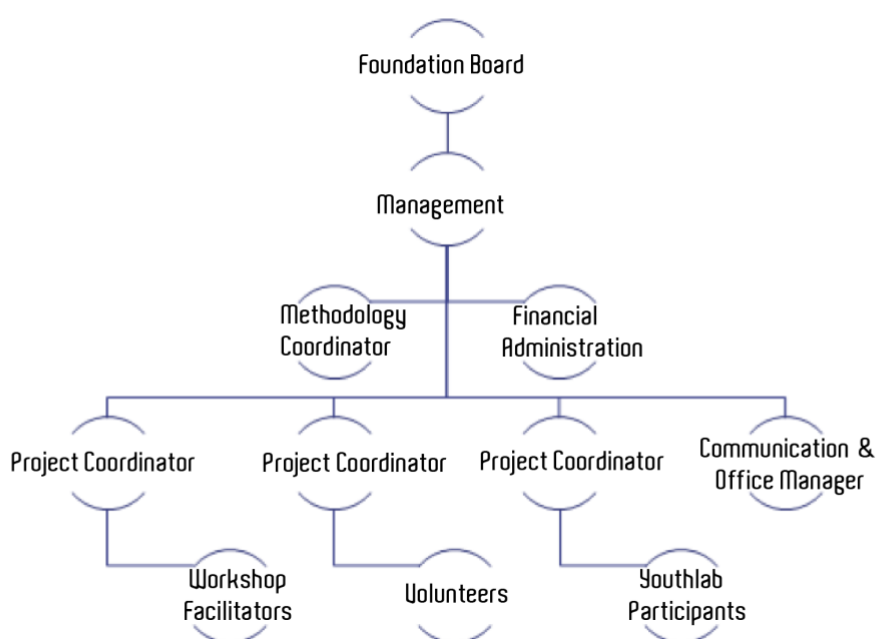 Foundation Board
Management
Methodology
Coordinator
Financial
Administration
Project Coordinator
Project Coordinator
Project Coordinator
Communication &
Office Manager
Workshop
Facilitators
Volunteers
Youthlab
Participants